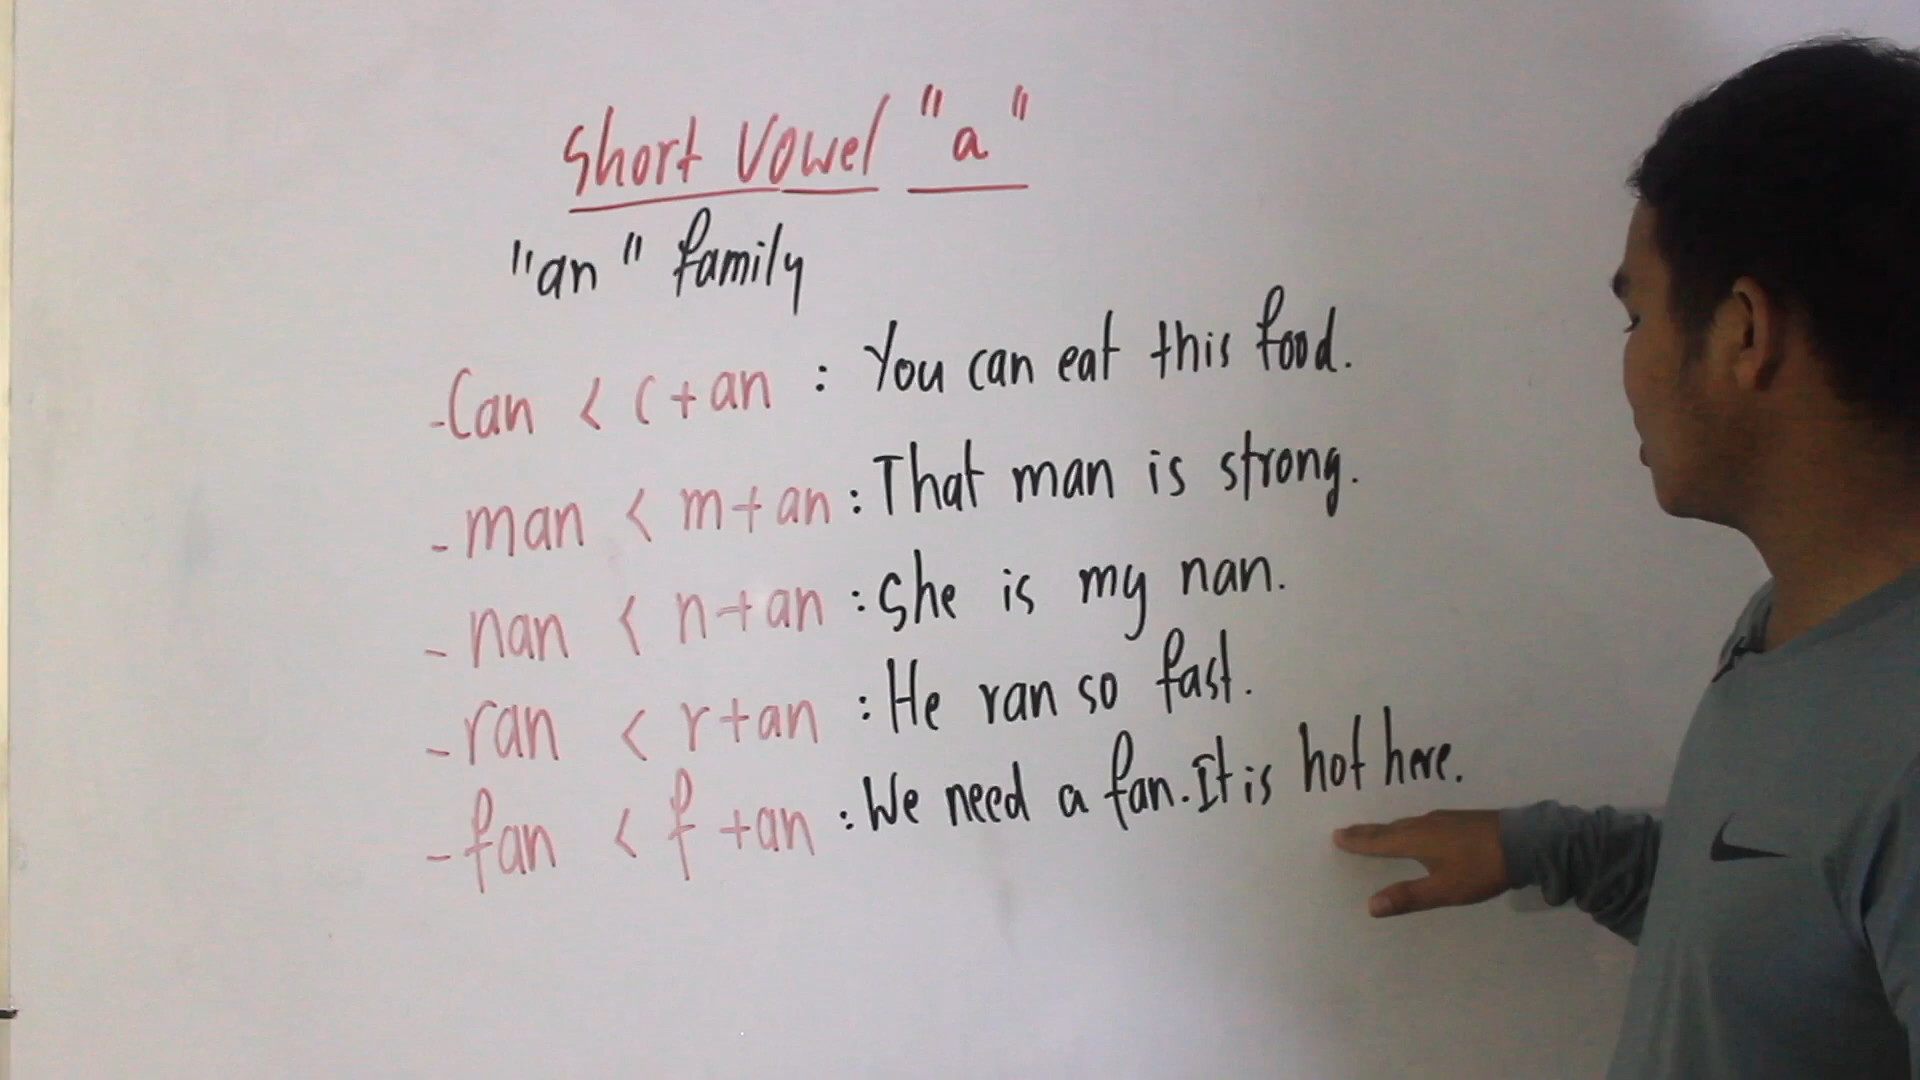 Short Vowel "a"
"an" family
-Can < c+an : You can eat this food.
-man < m+an : That man is strong.
-nan < n+an : She is my nan.
-ran < r+an : He ran so fast.
-fan < f+an : We need a fan. It is hot here.